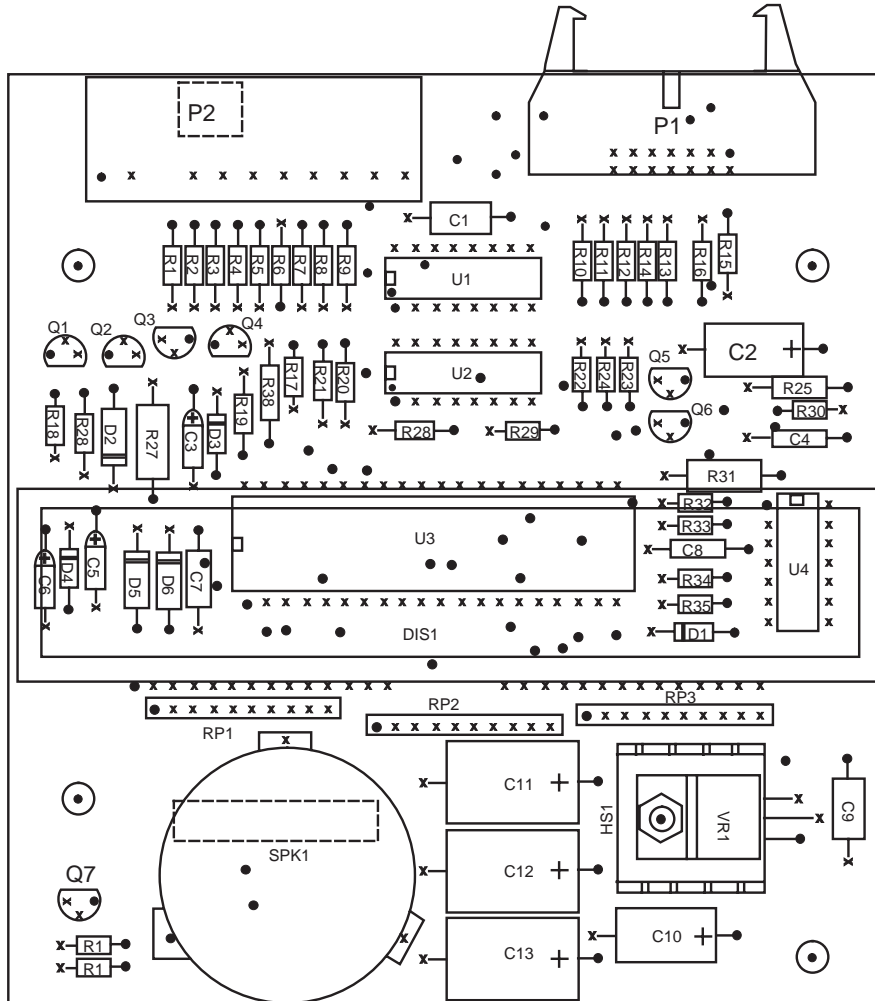 P2
P1
C1
R1 R2 R3 R4 R5 R6 R7 R8 R9
U1
R10 R11 R12 R14 R13 R16 R15
Q1 Q2 Q3 Q4
U2
R17 R21 R20
R22 R24 R23
Q5
C2
R25
R30
Q6
C4
R18 R28 D2 R27 C3 D3 R19 R38
R28 R29
R31
R32
R33
U3
C8
U4
C6 D4 C5 D5 D6 C7
R34
R35
DIS1
D1
RP1
RP2
RP3
C11
HS1
VR1
C9
SPK1
C12
Q7
C13
C10
R1
R1